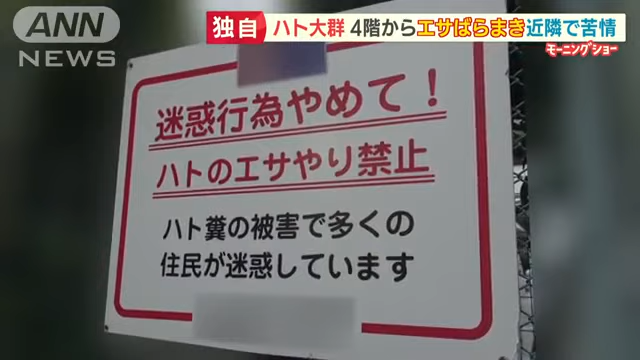 ANN NEWS
独自 ハト大群 4階からエサばらまき近隣で苦情
モーニングショー
迷惑行為やめて！
ハトのエサやり禁止
ハト糞の被害で多くの
住民が迷惑しています